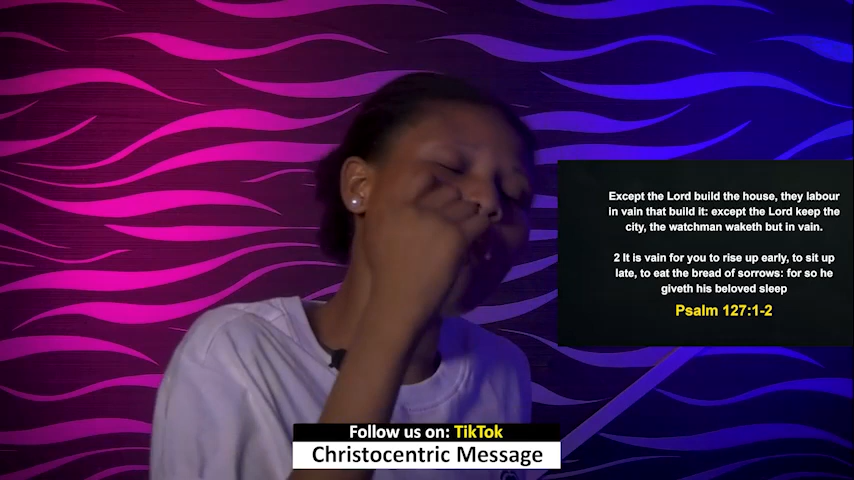 Except the Lord build the house, they labour
in vain that build it: except the Lord keep the
city, the watchman waketh but in vain.
2 It is vain for you to rise up early, to sit up
late, to eat the bread of sorrows: for so he
giveth his beloved sleep
Psalm 127:1-2
Follow us on: TikTok
Christocentric Message